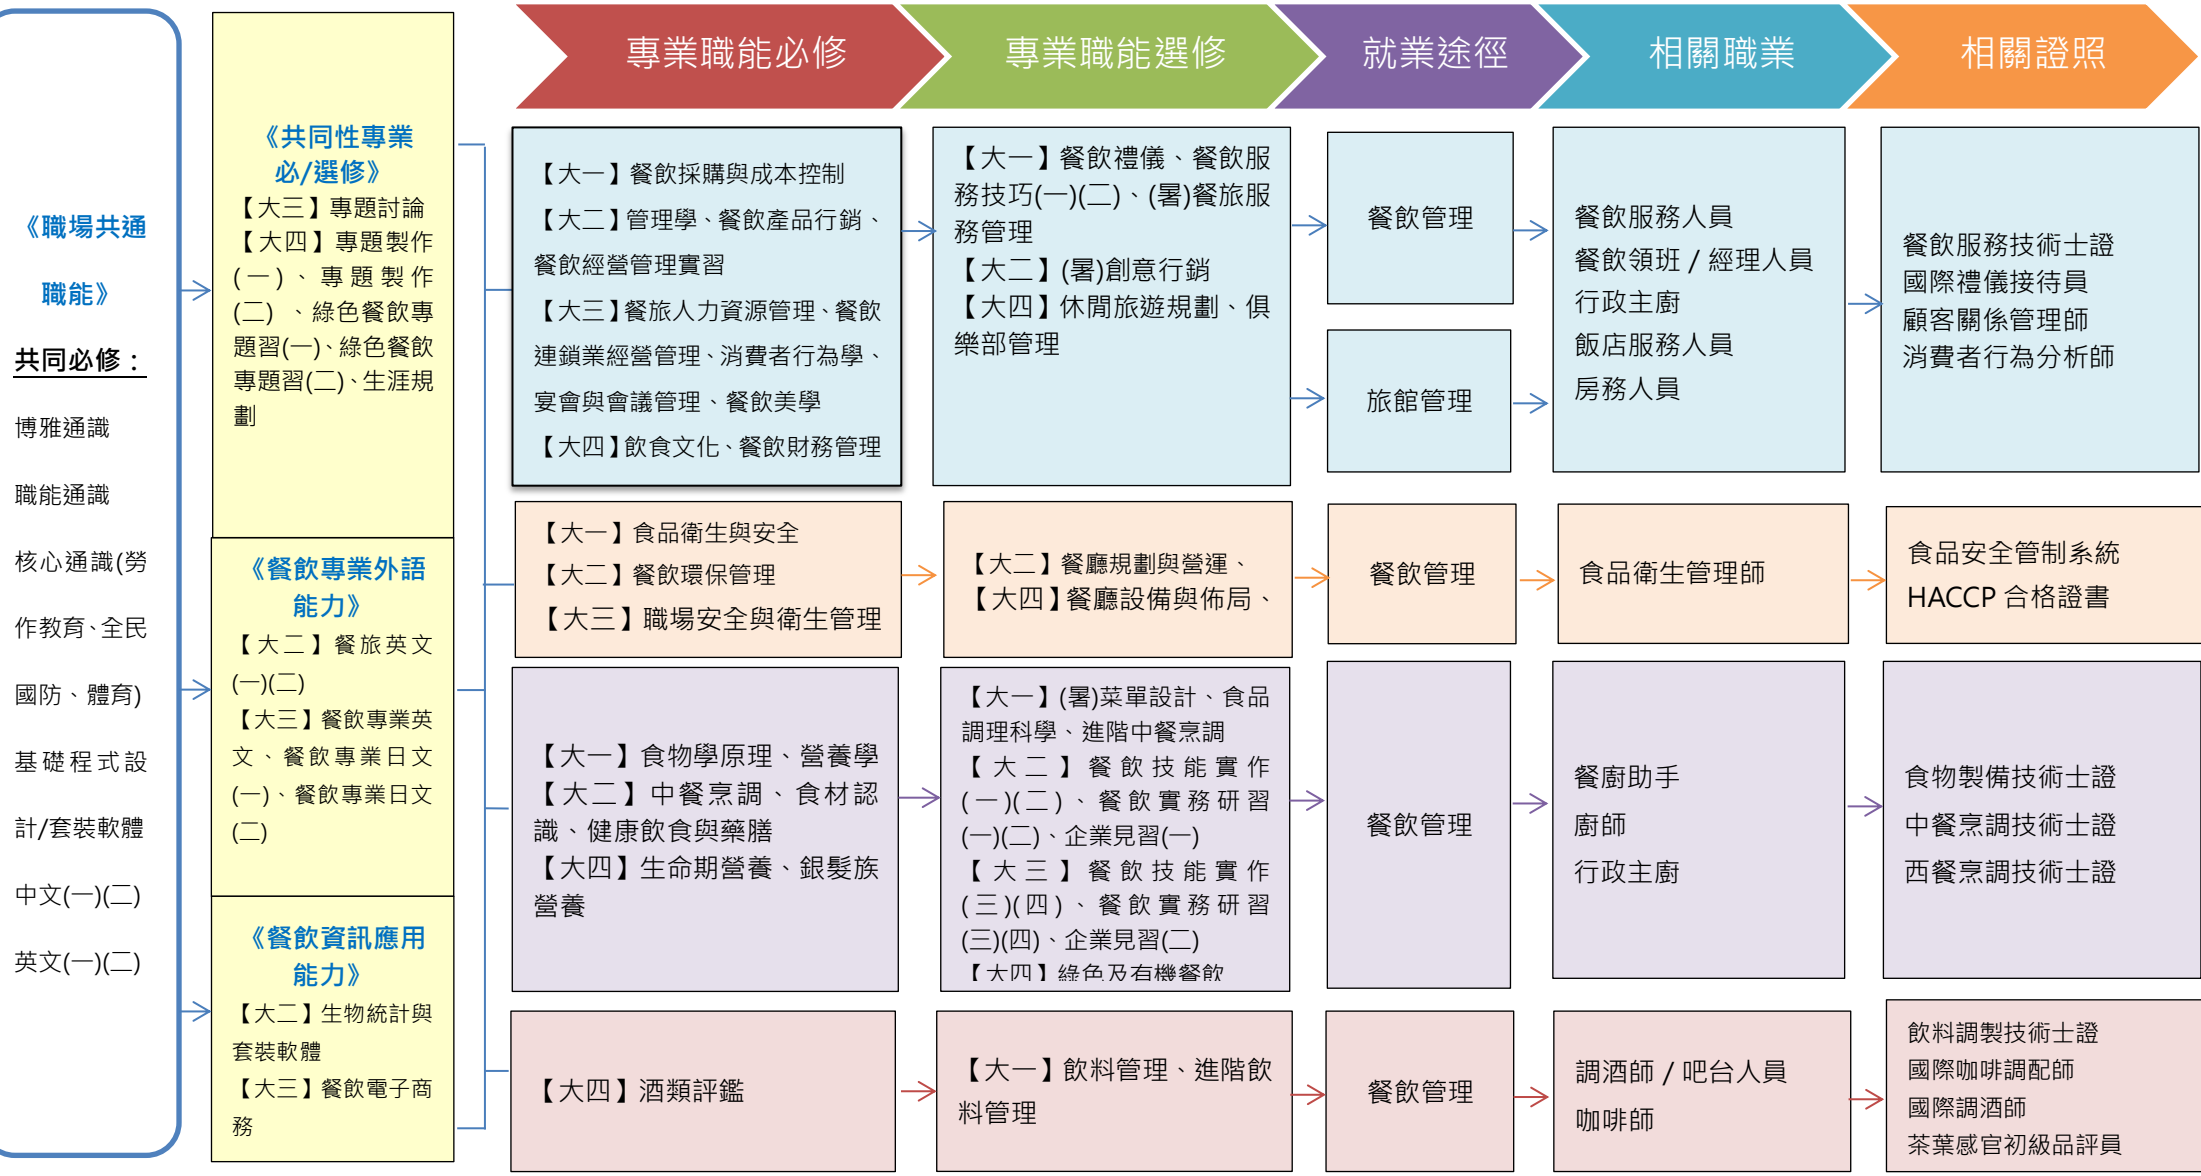 專業職能必修
專業職能選修
就業途徑
相關職業
相關證照
《職場共通
職能》
共同必修：
博雅通識
職能通識
核心通識(勞
作教育、全民
國防、體育)
基礎程式設
計/套裝軟體
中文(一)(二)
英文(一)(二)
《共同性專業
必/選修》
【大三】專題討論
【大四】專題製作
(一)、專題製作
(二)、綠色餐飲專
題習(一)、綠色餐飲
專題習(二)、生涯規
劃
《餐飲專業外語
能力》
【大二】餐旅英文
(一)(二)
【大三】餐飲專業英
文、餐飲專業日文
(一)、餐飲專業日文
(二)
《餐飲資訊應用
能力》
【大二】生物統計與
套裝軟體
【大三】餐飲電子商
務
【大一】餐飲採購與成本控制
【大二】管理學、餐飲產品行銷、
餐飲經營管理實習
【大三】餐旅人力資源管理、餐飲
連鎖業經營管理、消費者行為學、
宴會與會議管理、餐飲美學
【大四】飲食文化、餐飲財務管理
【大一】餐飲禮儀、餐飲服
務技巧(一)(二)、(暑)餐旅服
務管理
【大二】(暑)創意行銷
【大四】休閒旅遊規劃、俱
樂部管理
餐飲管理
旅館管理
餐飲服務人員
餐飲領班 / 經理人員
行政主廚
飯店服務人員
房務人員
餐飲服務技術士證
國際禮儀接待員
顧客關係管理師
消費者行為分析師
【大一】食品衛生與安全
【大二】餐飲環保管理
【大三】職場安全與衛生管理
【大二】餐廳規劃與營運、
【大四】餐廳設備與佈局、
餐飲管理
食品衛生管理師
食品安全管制系統
HACCP 合格證書
【大一】食物學原理、營養學
【大二】中餐烹調、食材認
識、健康飲食與藥膳
【大四】生命期營養、銀髮族
營養
【大一】(暑)菜單設計、食品
調理科學、進階中餐烹調
【大二】餐飲技能實作
(一)(二)、餐飲實務研習
(一)(二)、企業見習(一)
【大三】餐飲技能實作
(三)(四)、餐飲實務研習
(三)(四)、企業見習(二)
【大四】綠色及有機餐飲
餐飲管理
餐廚助手
廚師
行政主廚
食物製備技術士證
中餐烹調技術士證
西餐烹調技術士證
【大四】酒類評鑑
【大一】飲料管理、進階飲
料管理
餐飲管理
調酒師 / 吧台人員
咖啡師
飲料調製技術士證
國際咖啡調配師
國際調酒師
茶葉感官初級品評員